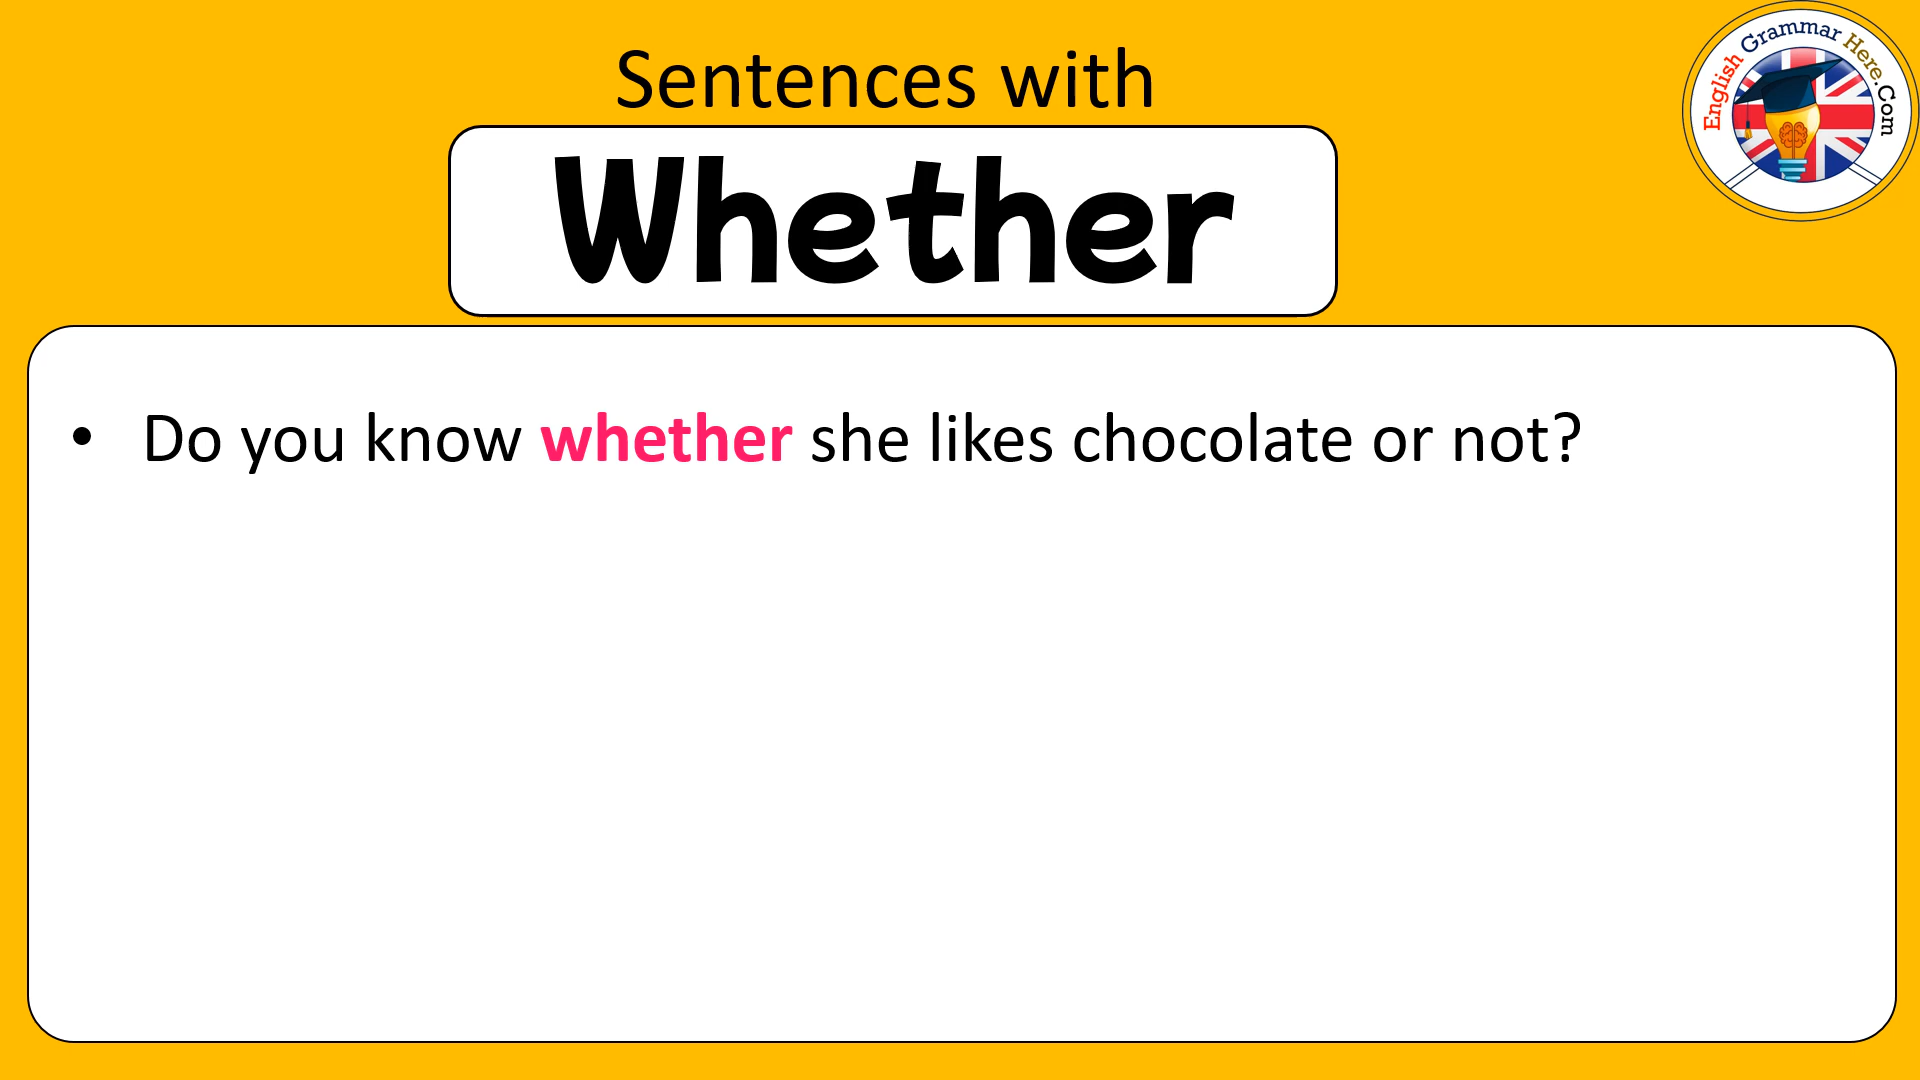 Sentences with
Whether
English Grammar Here.Com
• Do you know whether she likes chocolate or not?